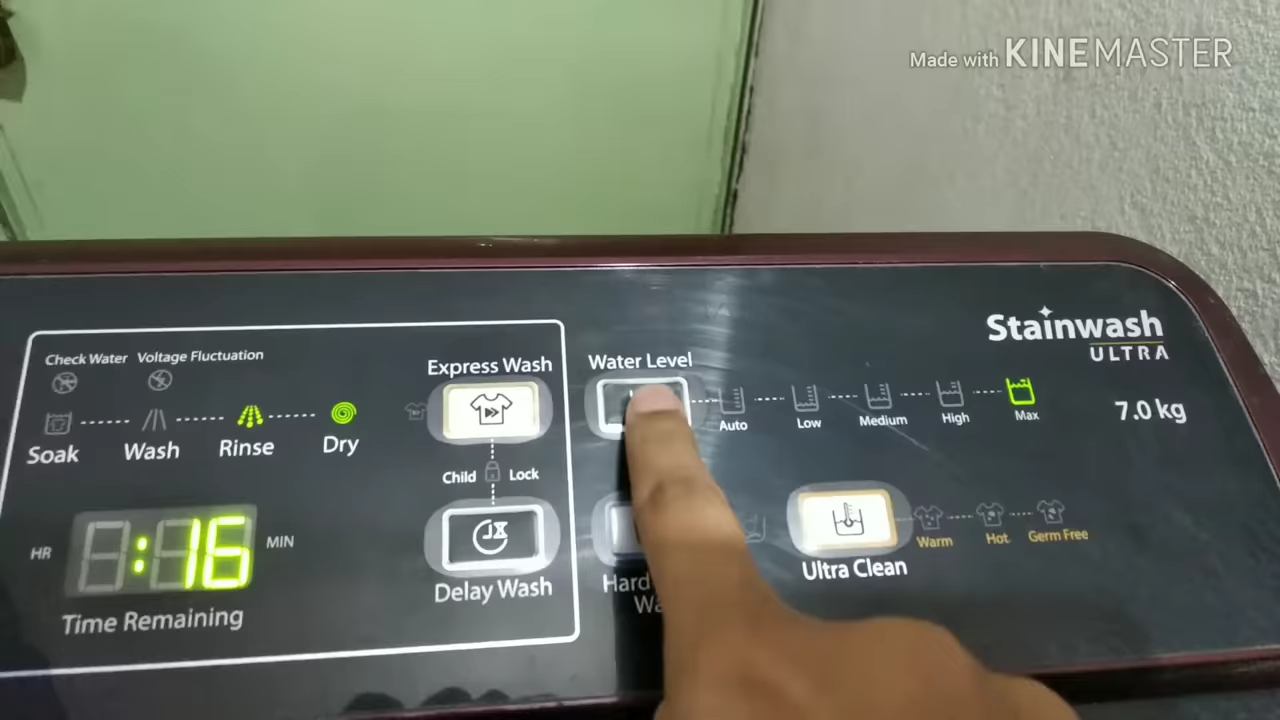 Made with KINEMASTER
Stainwash
ULTRA
7.0 kg
Check Water Voltage Fluctuation
Soak Wash Rinse Dry
HR :16 MIN
Time Remaining
Express Wash
Child Lock
Delay Wash
Water Level
Auto Low Medium High Max
Hard
Ultra Clean
Warm Hot Germ Free